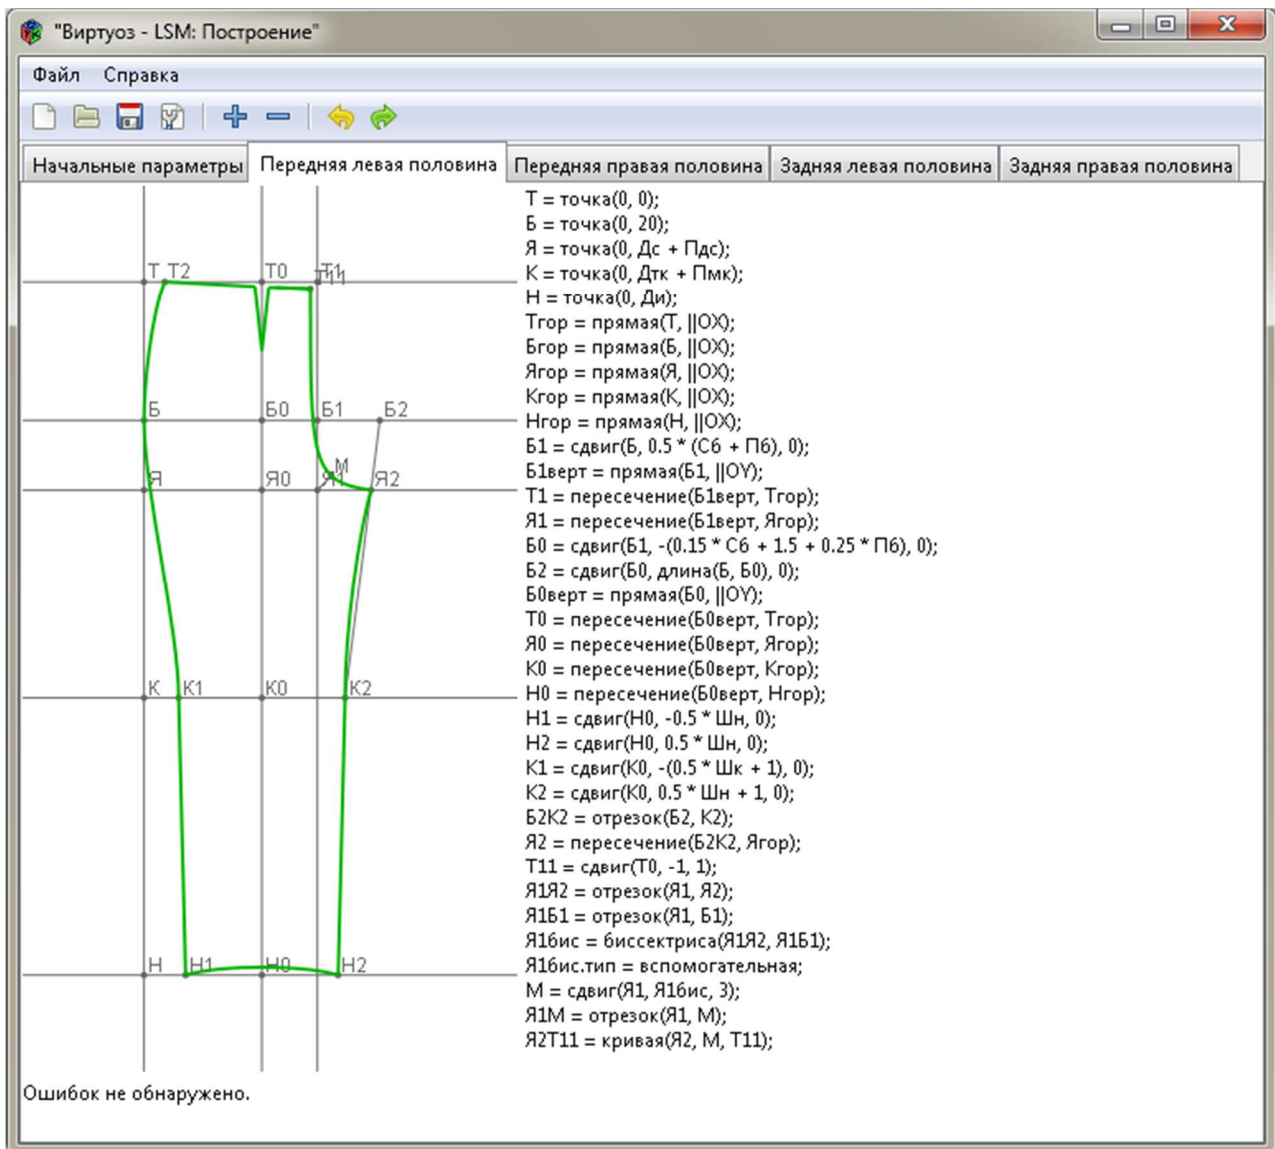 "Виртуоз - LSM: Построение"
Файл Справка
Начальные параметры Передняя левая половина Передняя правая половина Задняя левая половина Задняя правая половина
Т = точка(0, 0);
Б = точка(0, 20);
Я = точка(0, Дс + Пдс);
К = точка(0, Дтк + Пмк);
Н = точка(0, Ди);
Тгор = прямая(Т, ||OX);
Бгор = прямая(Б, ||OX);
Ягор = прямая(Я, ||OX);
Кгор = прямая(К, ||OX);
Нгор = прямая(Н, ||OX);
Б1 = сдвиг(Б, 0.5 * (Сб + Пб), 0);
Б1верт = прямая(Б1, ||OY);
Т1 = пересечение(Б1верт, Тгор);
Я1 = пересечение(Б1верт, Ягор);
Б0 = сдвиг(Б1, -(0.15 * Сб + 1.5 + 0.25 * Пб), 0);
Б2 = сдвиг(Б0, длина(Б, Б0), 0);
Б0верт = прямая(Б0, ||OY);
Т0 = пересечение(Б0верт, Тгор);
Я0 = пересечение(Б0верт, Ягор);
К0 = пересечение(Б0верт, Кгор);
Н0 = пересечение(Б0верт, Нгор);
Н1 = сдвиг(Н0, -0.5 * Шн, 0);
Н2 = сдвиг(Н0, 0.5 * Шн, 0);
К1 = сдвиг(К0, -(0.5 * Шк + 1), 0);
К2 = сдвиг(К0, 0.5 * Шн + 1, 0);
Б2К2 = отрезок(Б2, К2);
Я2 = пересечение(Б2К2, Ягор);
Т11 = сдвиг(Т0, -1, 1);
Я1Я2 = отрезок(Я1, Я2);
Я1Б1 = отрезок(Я1, Б1);
Я1бис = биссектриса(Я1Я2, Я1Б1);
Я1бис.тип = вспомогательная;
М = сдвиг(Я1, Я1бис, 3);
Я1М = отрезок(Я1, М);
Я2Т11 = кривая(Я2, М, Т11);
Т Т2 Т0 Т1
Т11
Б Б0 Б1 Б2
М
Я Я0 Я1 Я2
К К1 К0 К2
Н Н1 Н0 Н2
Ошибок не обнаружено.